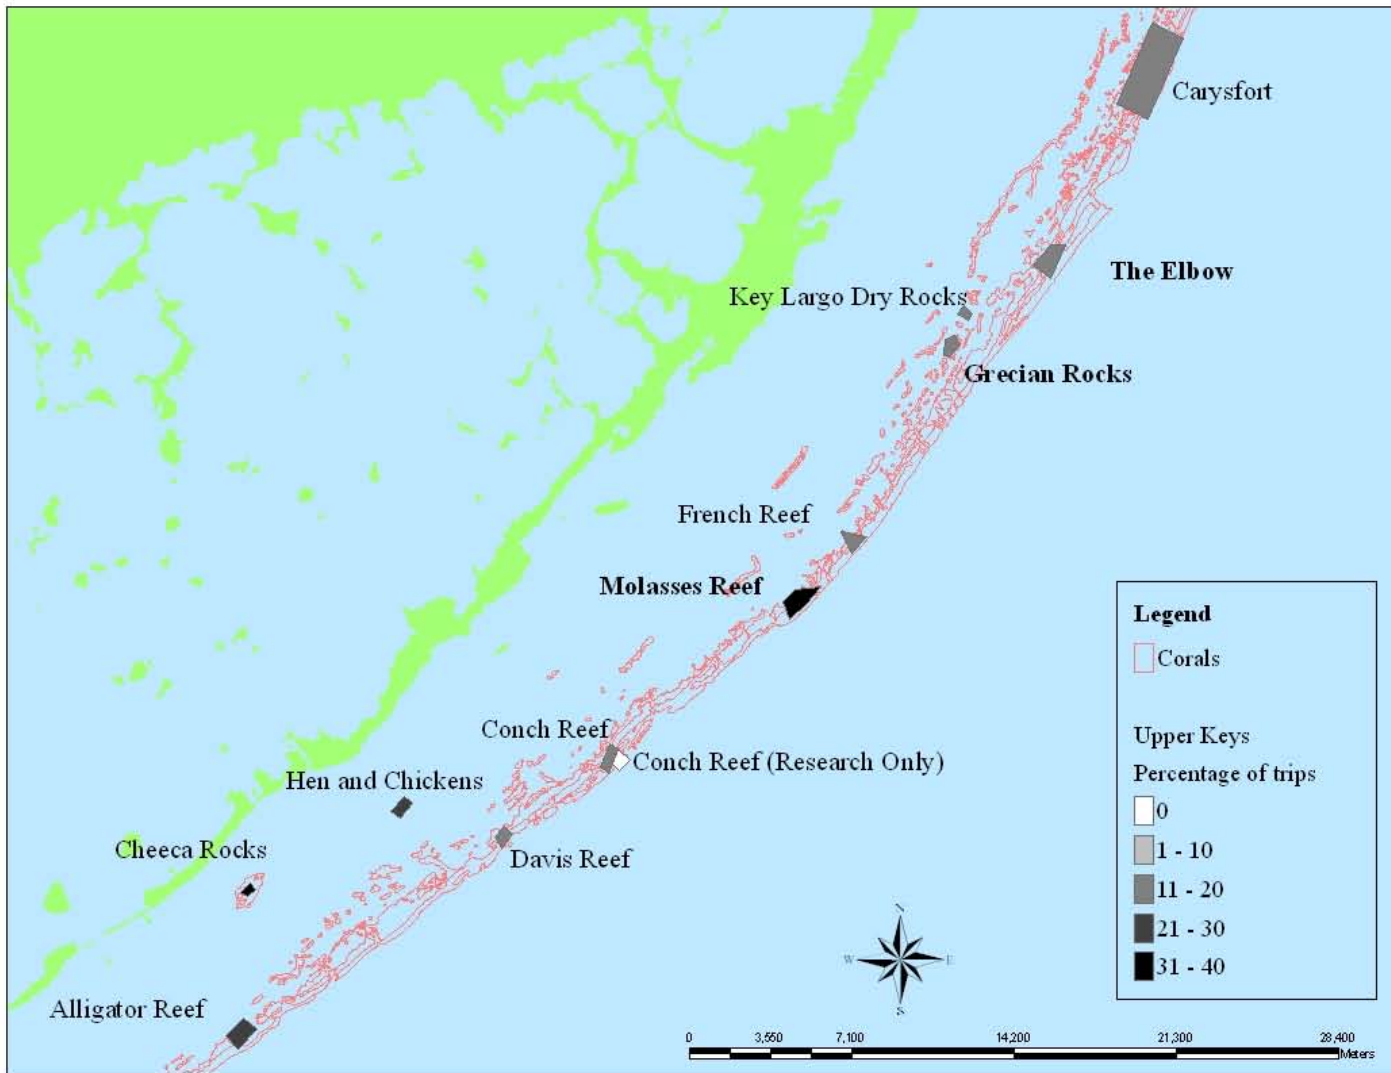 Carysfort
The Elbow
Key Largo Dry Rocks
Grecian Rocks
French Reef
Molasses Reef
Conch Reef
Conch Reef (Research Only)
Hen and Chickens
Davis Reef
Cheeca Rocks
Alligator Reef
Legend
Corals
Upper Keys
Percentage of trips
0
1 - 10
11 - 20
21 - 30
31 - 40
N
W E
S
0 3,550 7,100 14,200 21,300 28,400
Meters